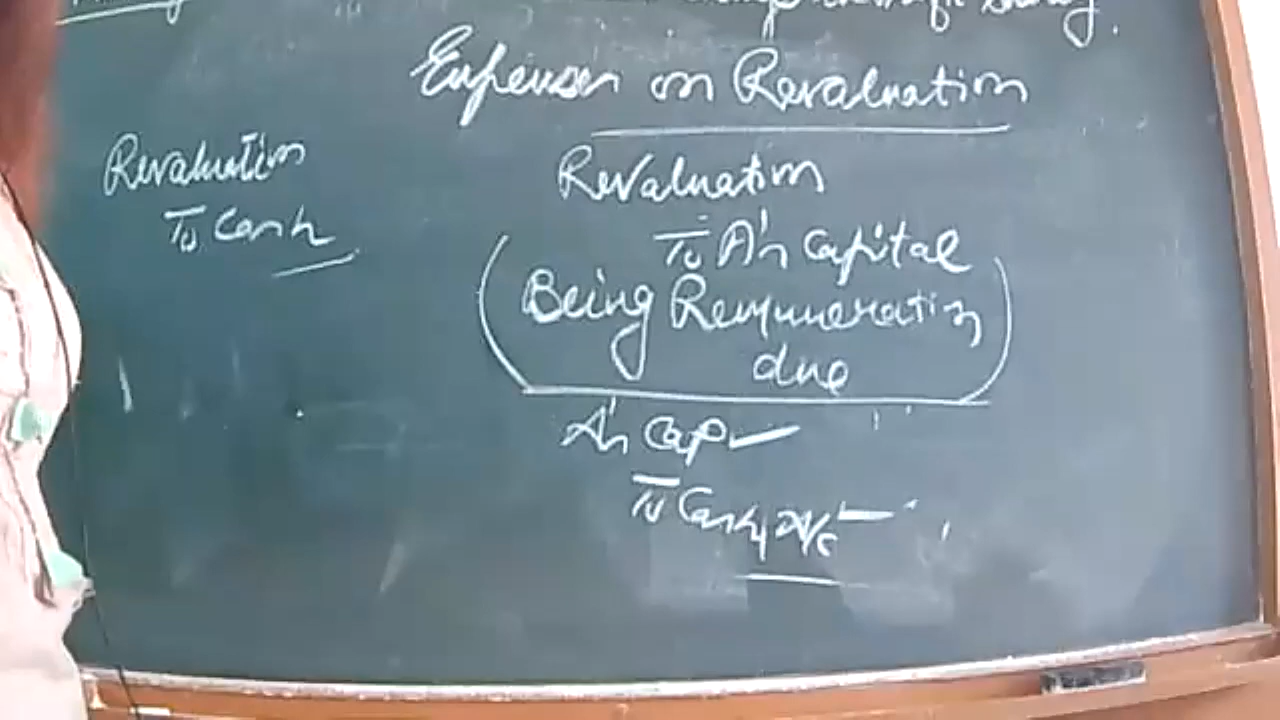 Expenses on Revaluation
Revaluation
To Cash
Revaluation
To A's Capital
(Being Remuneration
due)
A's Cap
To Cash A/c